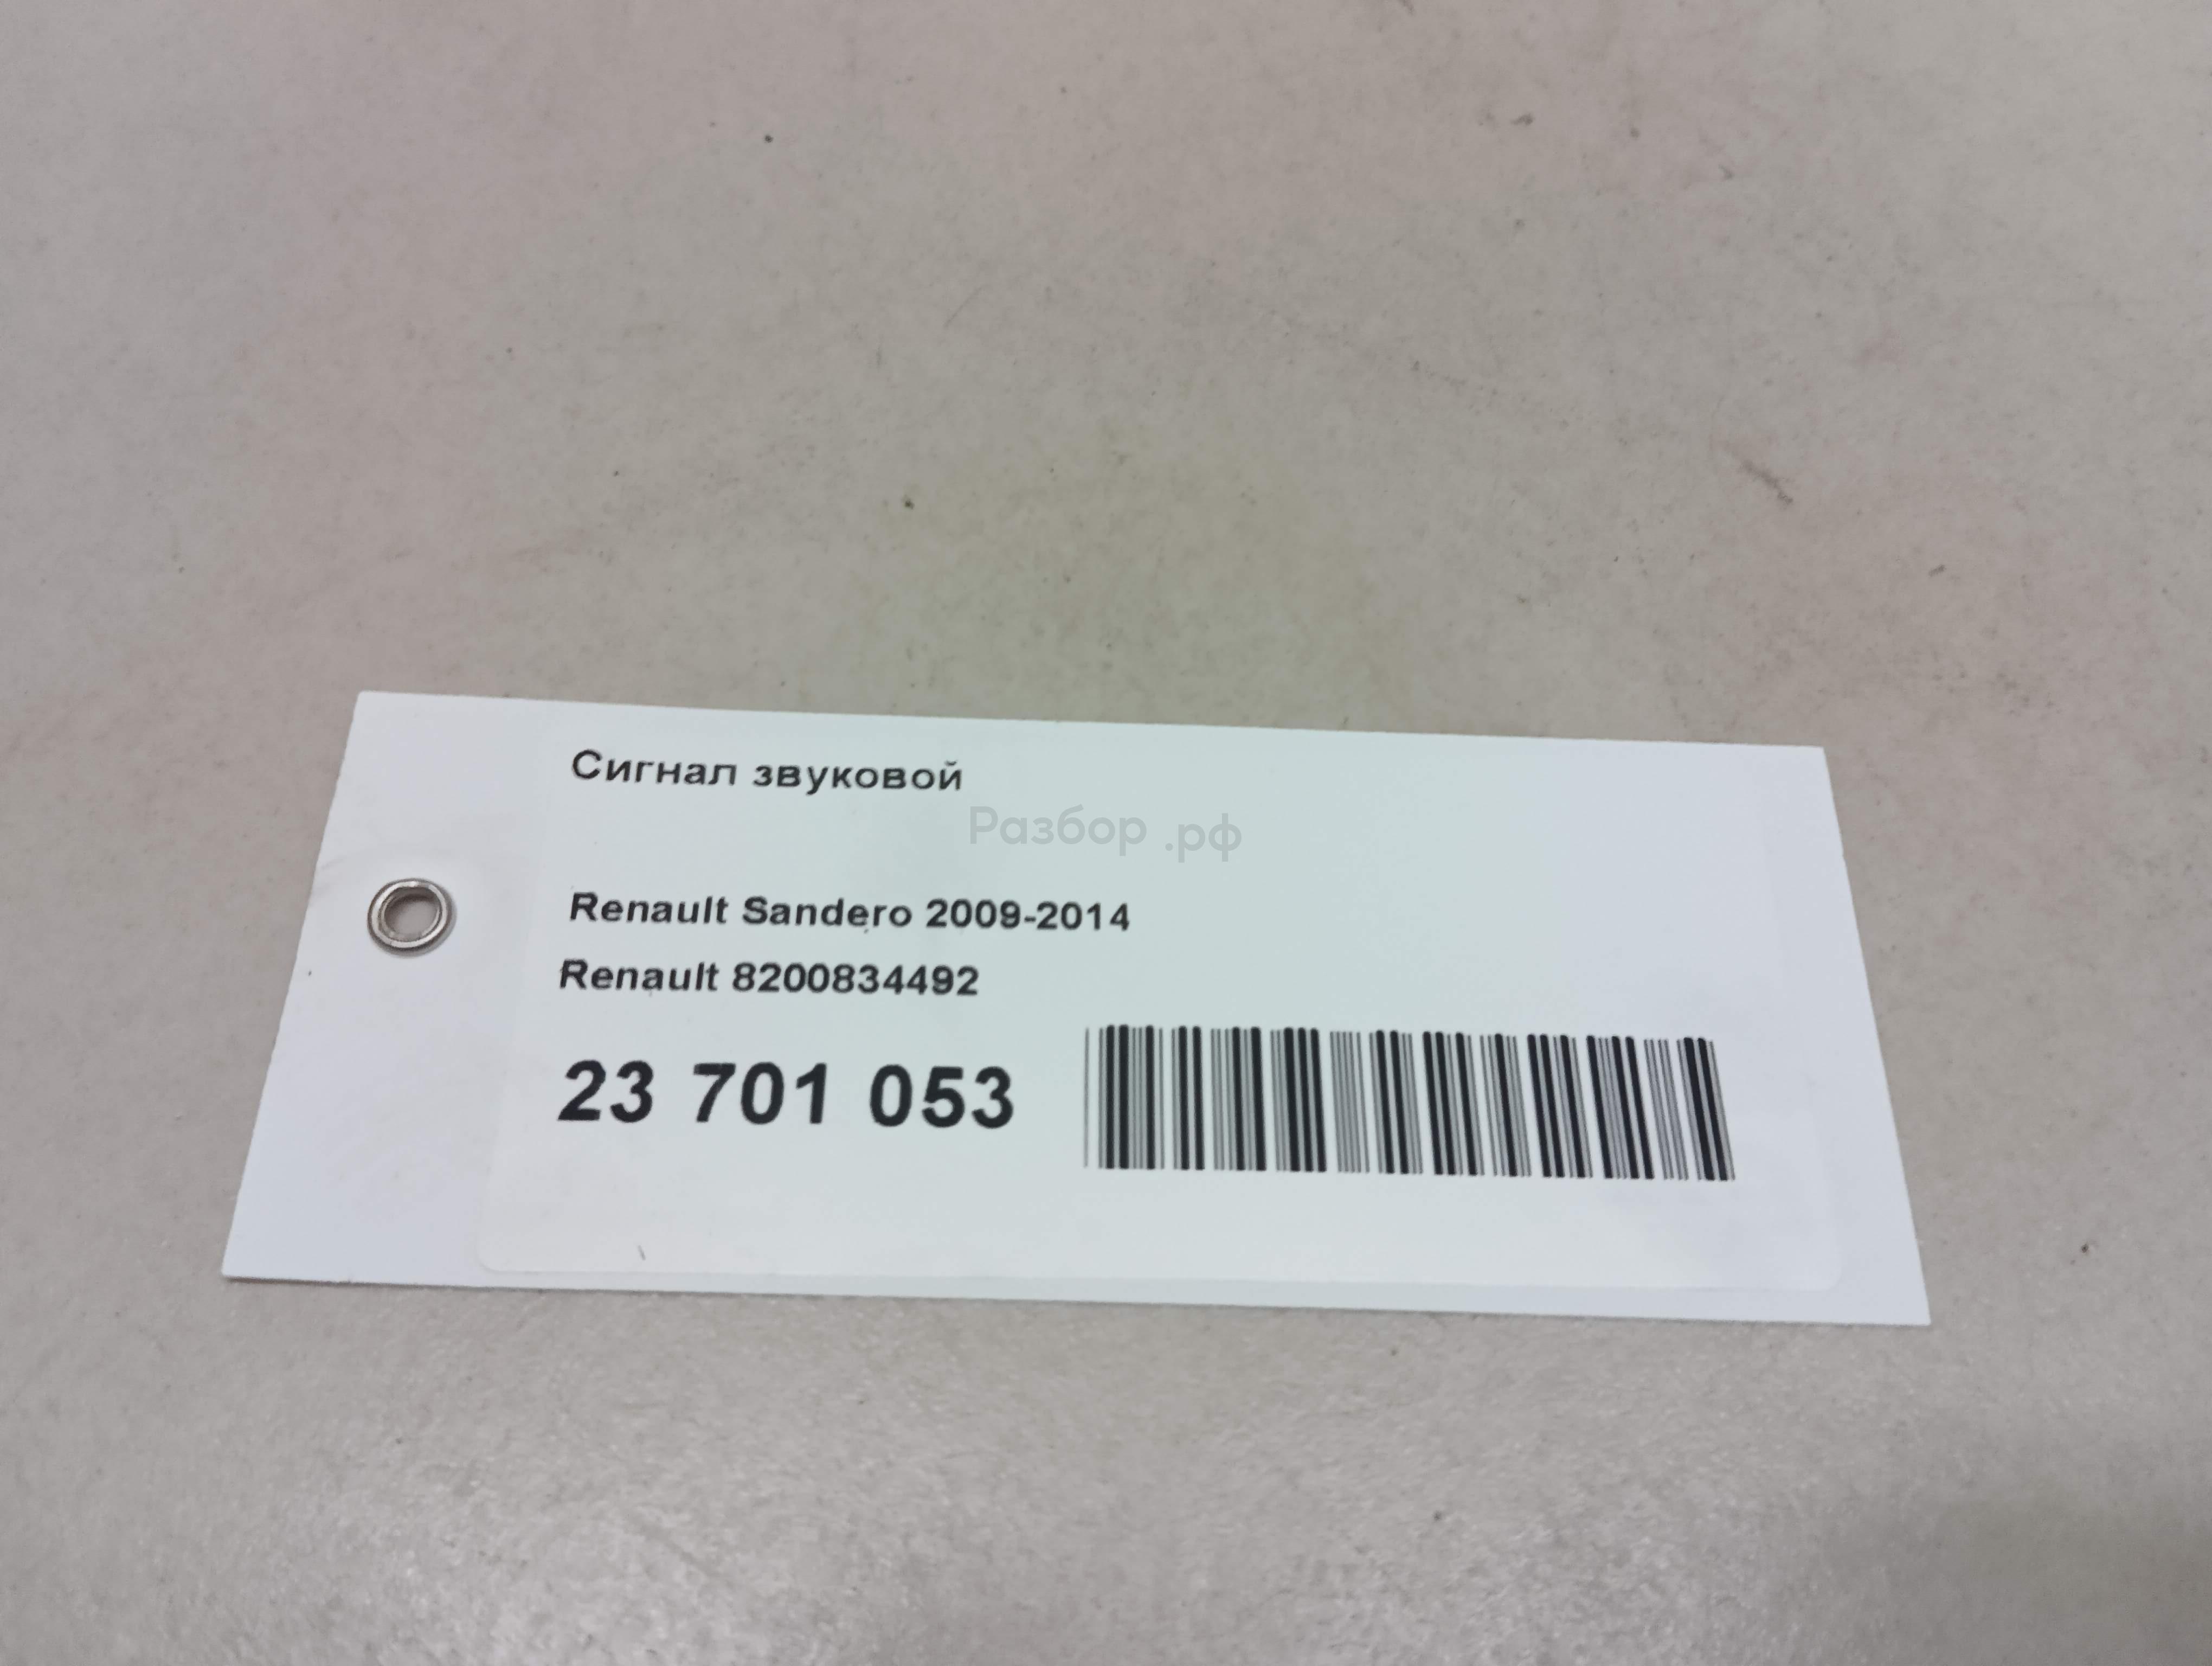 Сигнал звуковой
Разбор .рф
Renault Sandero 2009-2014
Renault 8200834492
23 701 053